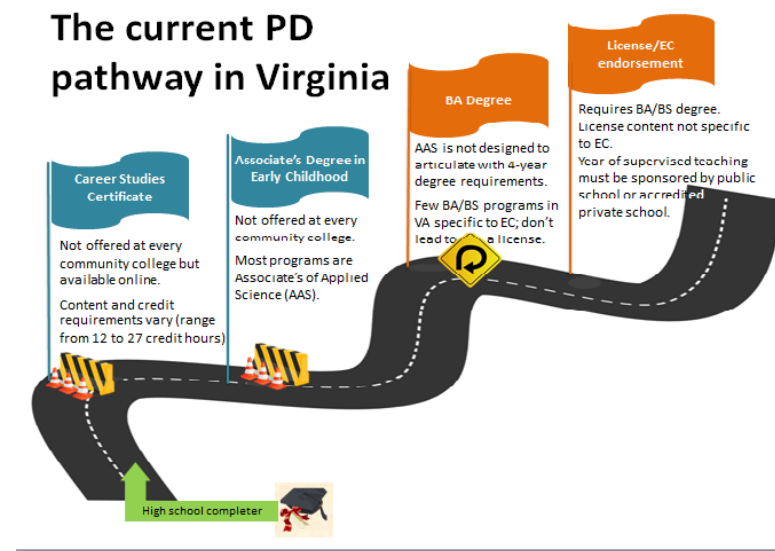 The current PD
pathway in Virginia
Career Studies
Certificate
Not offered at every
community college but
available online.
Content and credit
requirements vary (range
from 12 to 27 credit hours)
Associate's Degree in
Early Childhood
Not offered at every
community college.
Most programs are
Associate's of Applied
Science (AAS).
BA Degree
AAS is not designed to
articulate with 4-year
degree requirements.
Few BA/BS programs in
VA specific to EC; don't
lead to a license.
License/EC
endorsement
Requires BA/BS degree.
License content not specific
to EC.
Year of supervised teaching
must be sponsored by public
school or accredited
private school.
High school completer